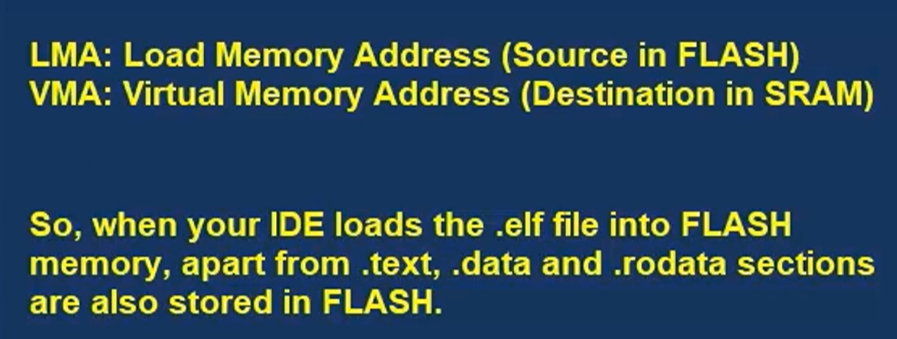 LMA: Load Memory Address (Source in FLASH)
VMA: Virtual Memory Address (Destination in SRAM)
So, when your IDE loads the .elf file into FLASH
memory, apart from .text, .data and .rodata sections
are also stored in FLASH.